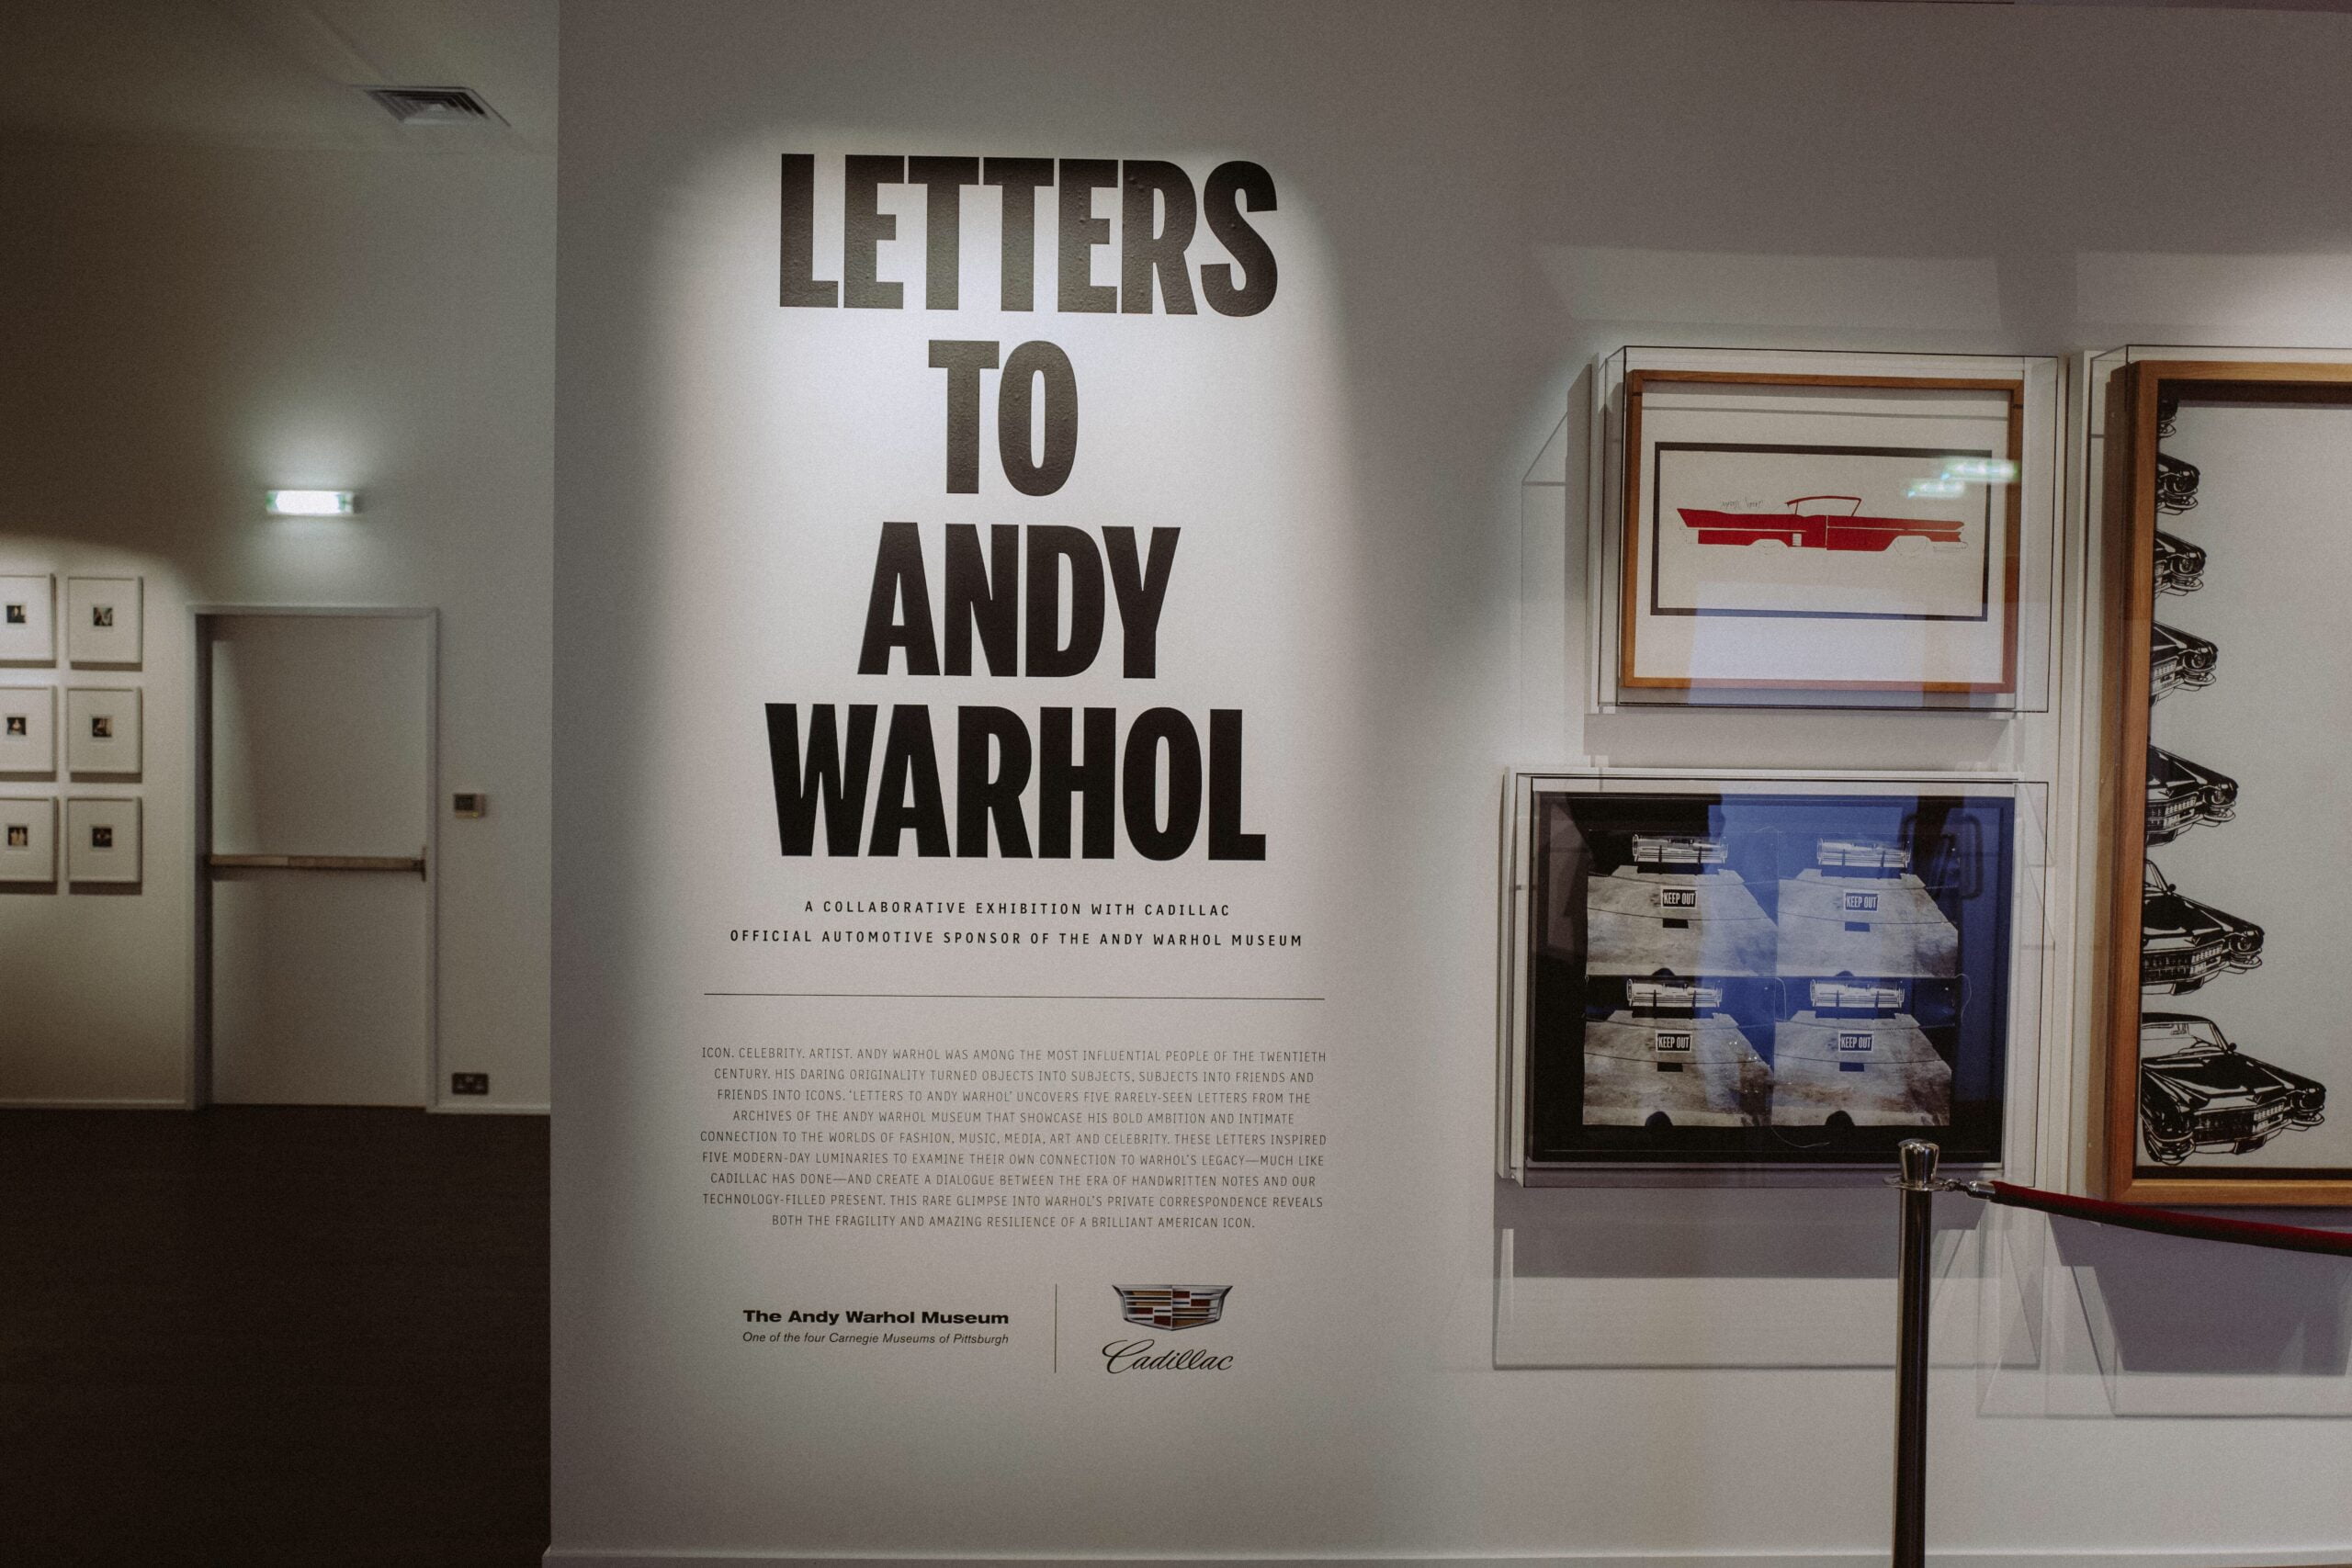 LETTERS
TO
ANDY
WARHOL
A COLLABORATIVE EXHIBITION WITH CADILLAC
OFFICIAL AUTOMOTIVE SPONSOR OF THE ANDY WARHOL MUSEUM
ICON. CELEBRITY. ARTIST. ANDY WARHOL WAS AMONG THE MOST INFLUENTIAL PEOPLE OF THE TWENTIETH
CENTURY. HIS DARING ORIGINALITY TURNED OBJECTS INTO SUBJECTS, SUBJECTS INTO FRIENDS AND
FRIENDS INTO ICONS. 'LETTERS TO ANDY WARHOL' UNCOVERS FIVE RARELY-SEEN LETTERS FROM THE
ARCHIVES OF THE ANDY WARHOL MUSEUM THAT SHOWCASE HIS BOLD AMBITION AND INTIMATE
CONNECTION TO THE WORLDS OF FASHION, MUSIC, MEDIA, ART AND CELEBRITY. THESE LETTERS INSPIRED
FIVE MODERN-DAY LUMINARIES TO EXAMINE THEIR OWN CONNECTION TO WARHOL'S LEGACY—MUCH LIKE
CADILLAC HAS DONE—AND CREATE A DIALOGUE BETWEEN THE ERA OF HANDWRITTEN NOTES AND OUR
TECHNOLOGY-FILLED PRESENT. THIS RARE GLIMPSE INTO WARHOL'S PRIVATE CORRESPONDENCE REVEALS
BOTH THE FRAGILITY AND AMAZING RESILIENCE OF A BRILLIANT AMERICAN ICON.
The Andy Warhol Museum
One of the four Carnegie Museums of Pittsburgh
Cadillac
KEEP OUT
KEEP OUT
KEEP OUT
KEEP OUT